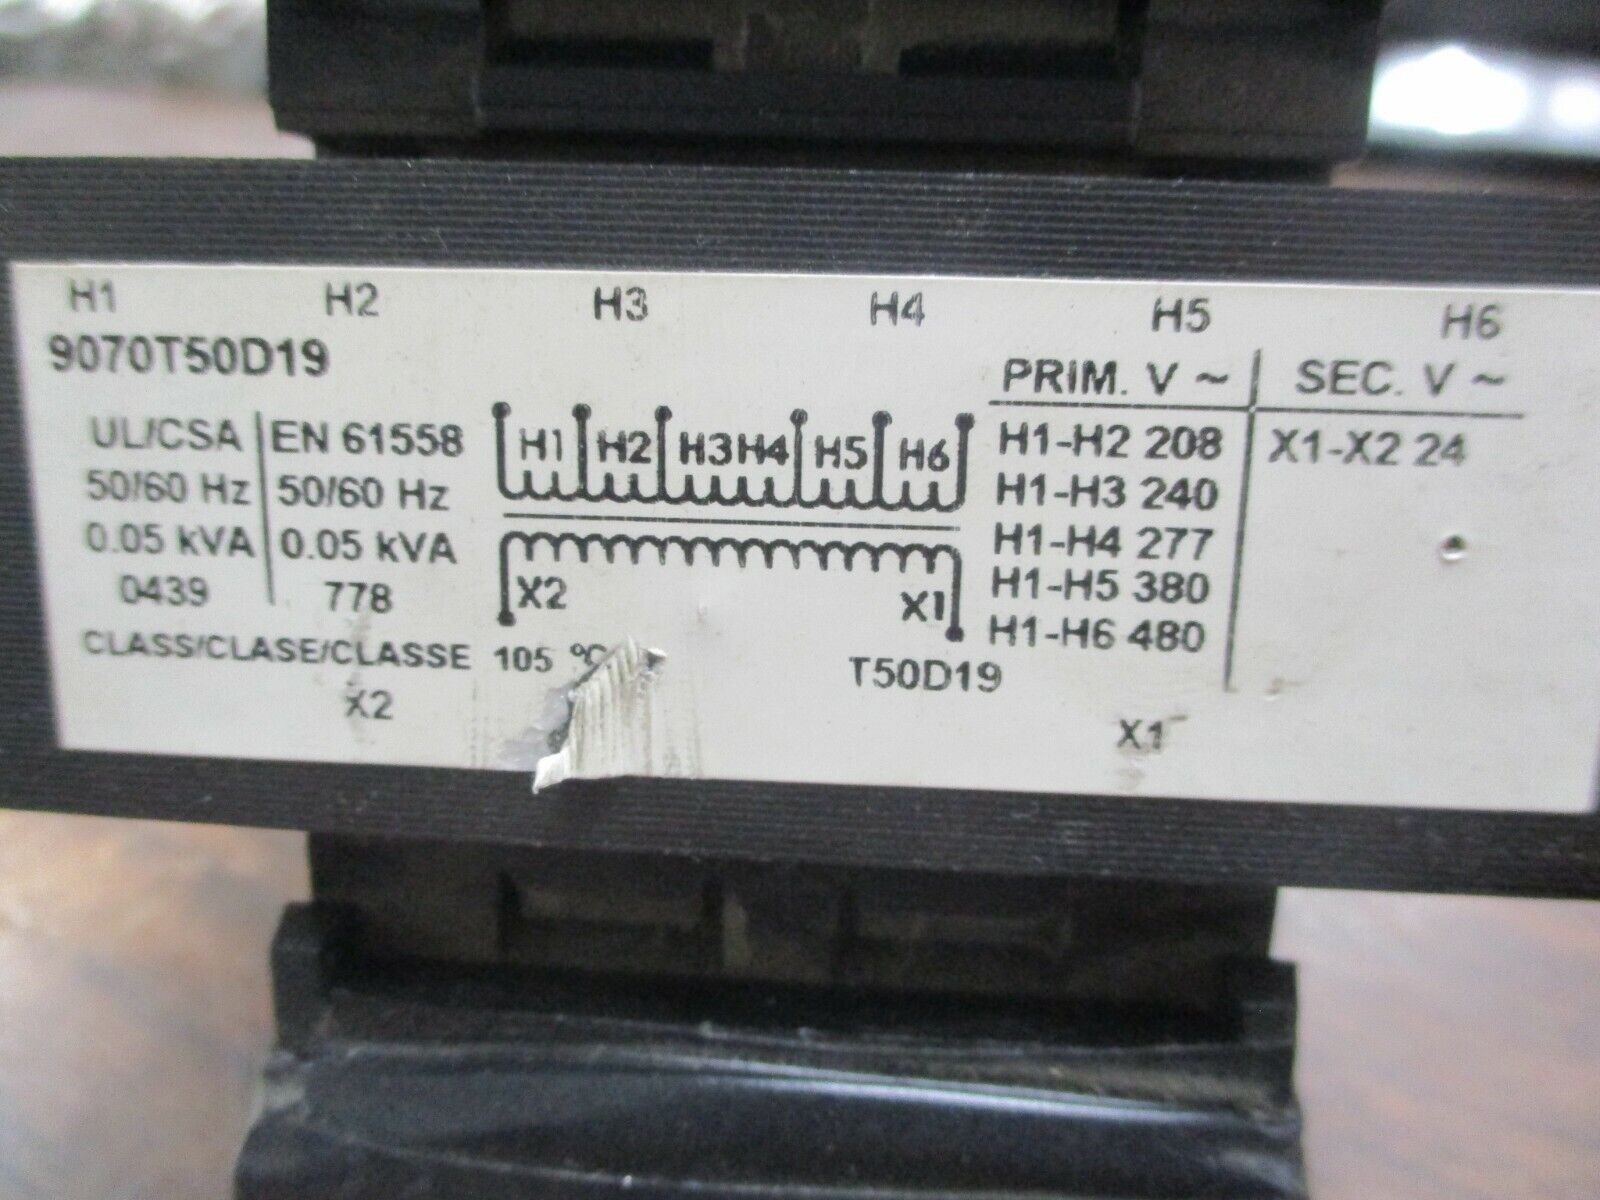 H1 H2 H3 H4 H5 H6
9070T50D19
UL/CSA EN 61558
50/60 Hz 50/60 Hz
0.05 kVA 0.05 kVA
0439 778
CLASS/CLASE/CLASSE 105 °C
H1 H2 H3 H4 H5 H6
X2 X1
T50D19
PRIM. V ~ SEC. V ~
H1-H2 208 X1-X2 24
H1-H3 240
H1-H4 277
H1-H5 380
H1-H6 480
X2 X1